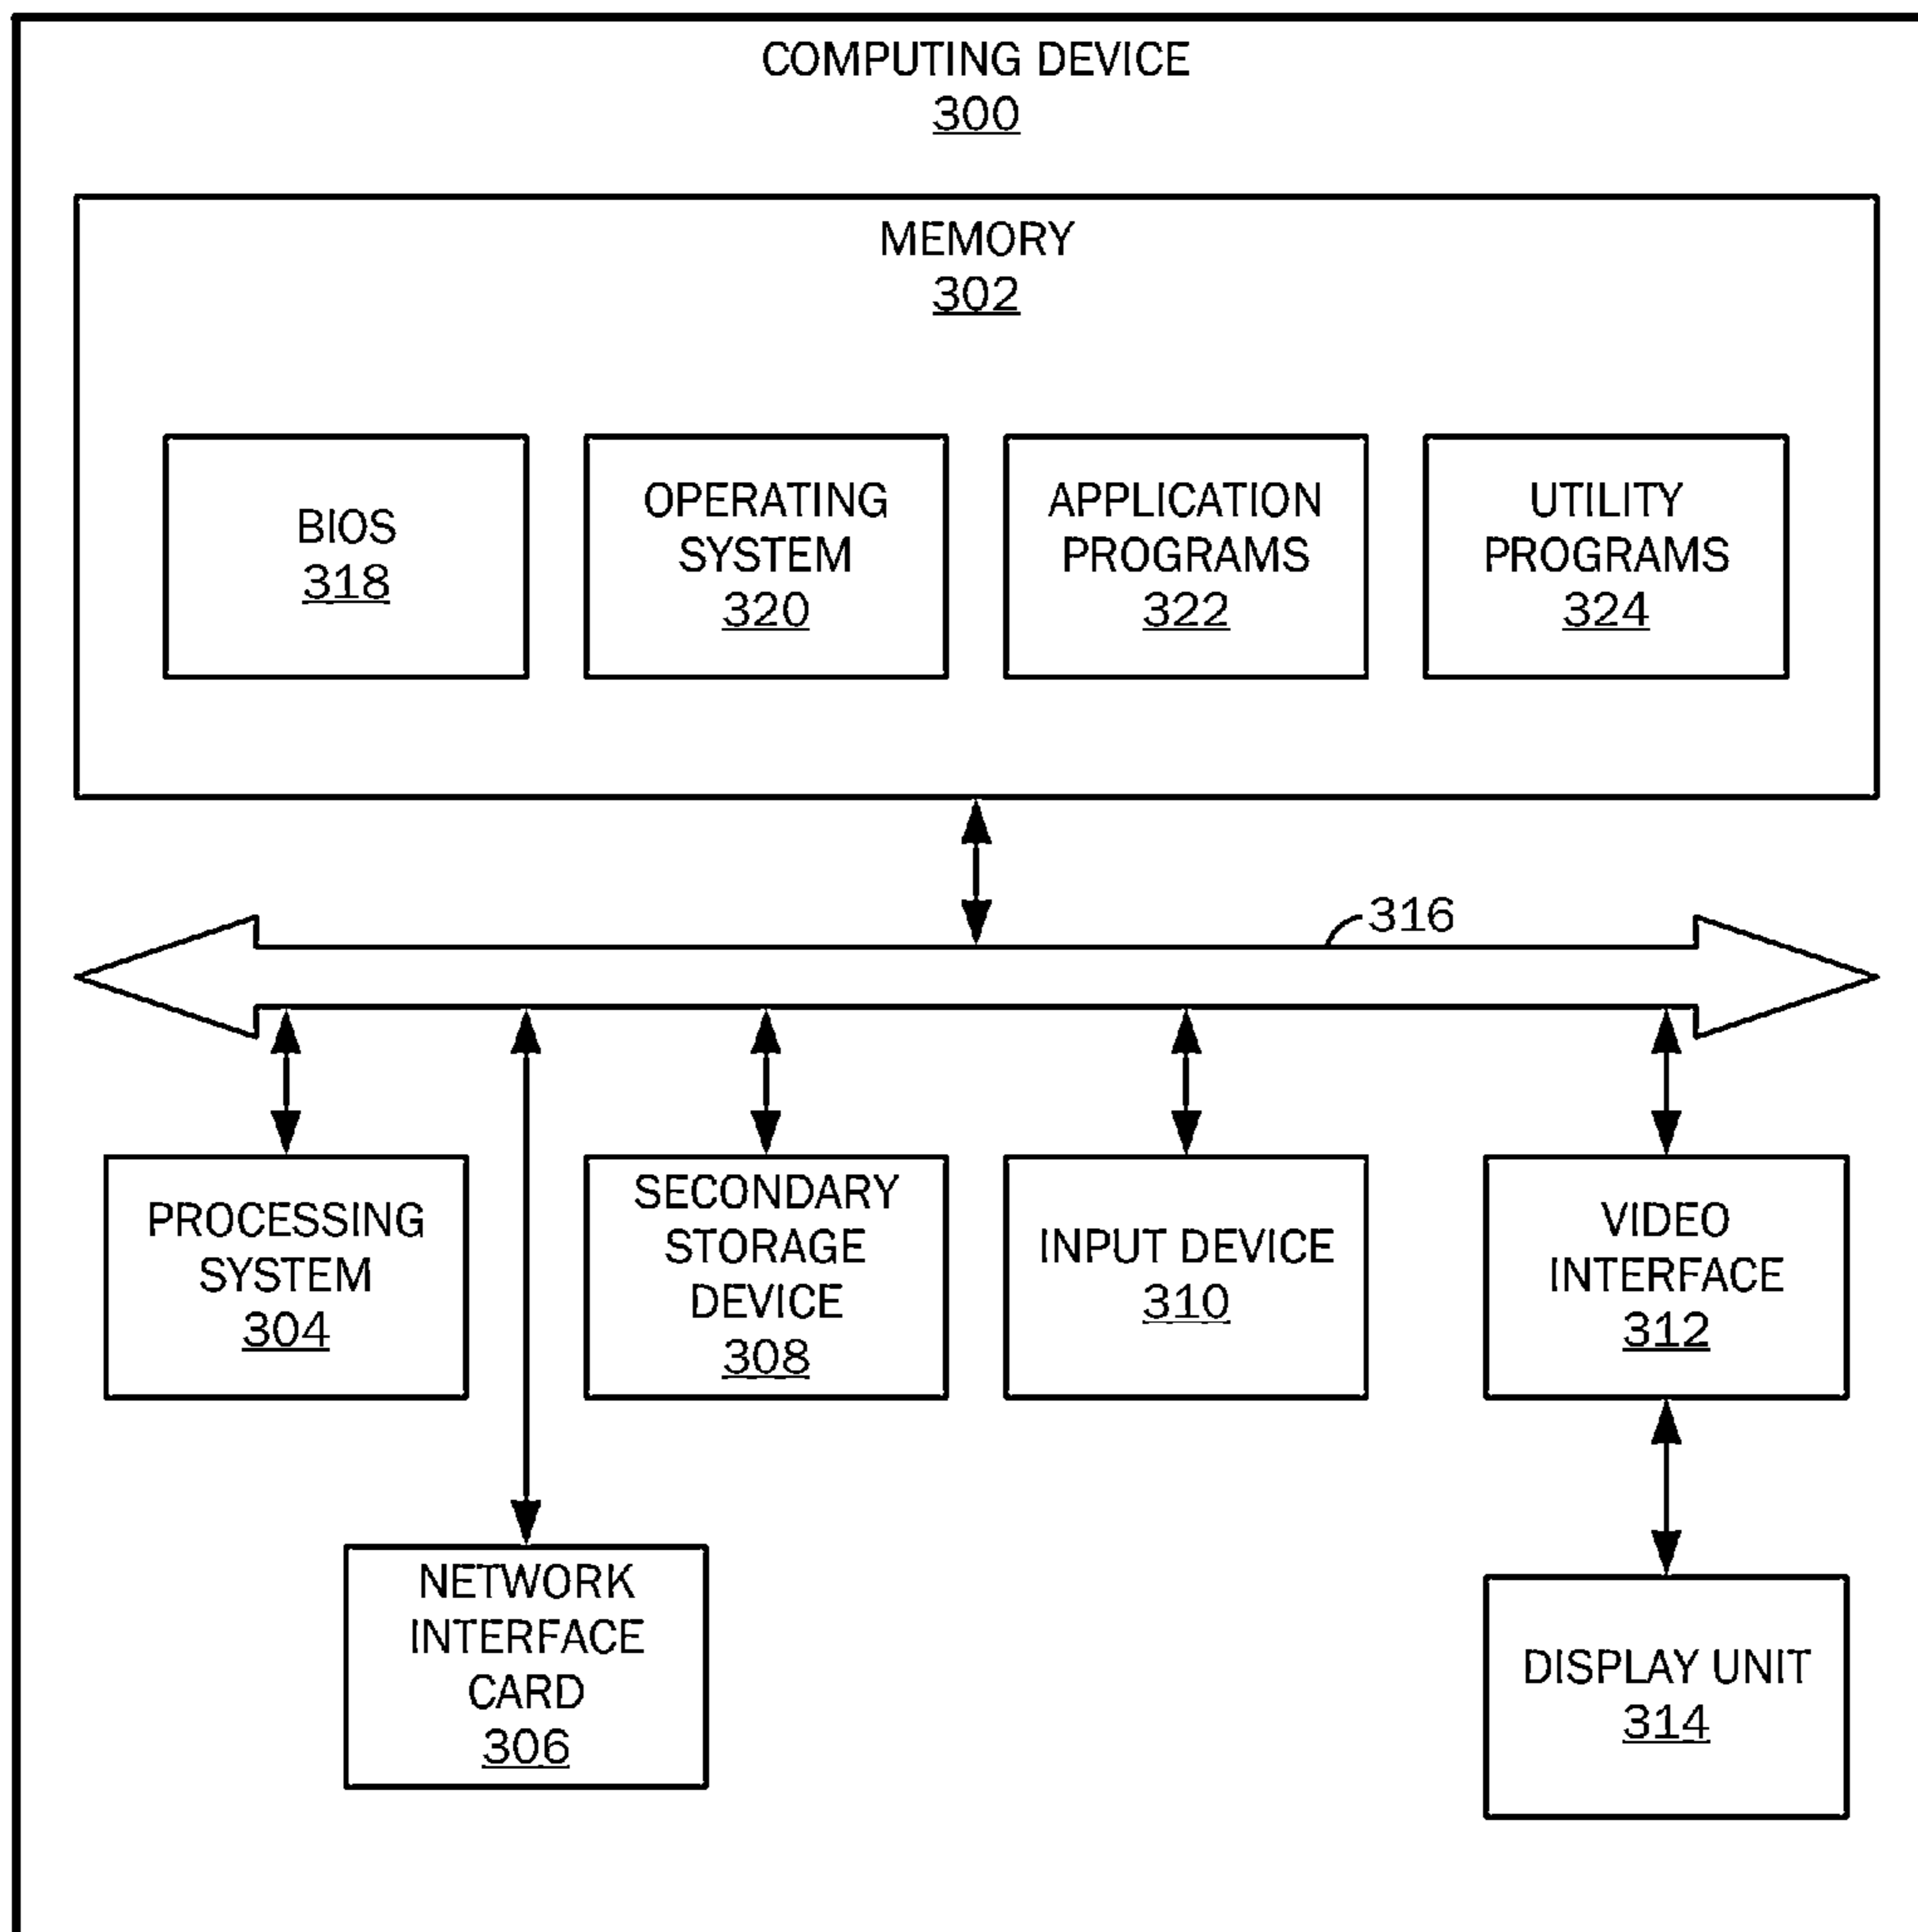 COMPUTING DEVICE
300
MEMORY
302
BIOS
318
OPERATING
SYSTEM
320
APPLICATION
PROGRAMS
322
UTILITY
PROGRAMS
324
316
PROCESSING
SYSTEM
304
SECONDARY
STORAGE
DEVICE
308
INPUT DEVICE
310
VIDEO
INTERFACE
312
NETWORK
INTERFACE
CARD
306
DISPLAY UNIT
314